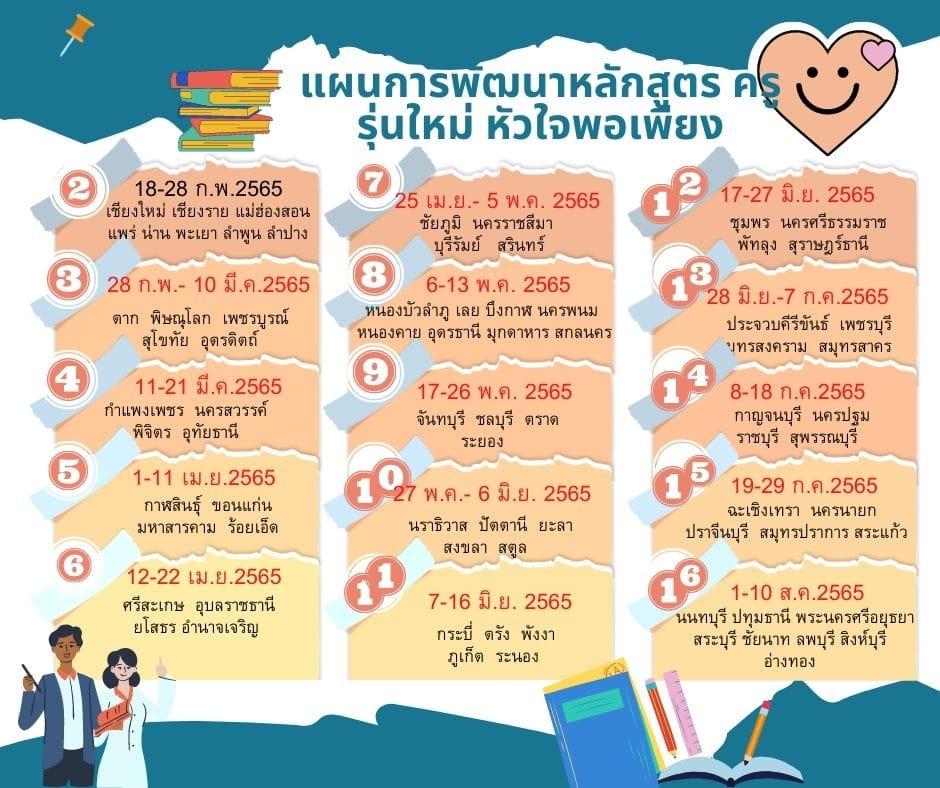 แผนการพัฒนาหลักสูตร ครู
รุ่นใหม่ หัวใจพอเพียง
2
18-28 ก.พ.2565
เชียงใหม่ เชียงราย แม่ฮ่องสอน
แพร่ น่าน พะเยา ลำพูน ลำปาง
3
28 ก.พ.- 10 มี.ค.2565
ตาก พิษณุโลก เพชรบูรณ์
สุโขทัย อุตรดิตถ์
4
11-21 มี.ค.2565
กำแพงเพชร นครสวรรค์
พิจิตร อุทัยธานี
5
1-11 เม.ย.2565
กาฬสินธุ์ ขอนแก่น
มหาสารคาม ร้อยเอ็ด
6
12-22 เม.ย.2565
ศรีสะเกษ อุบลราชธานี
ยโสธร อำนาจเจริญ
7
25 เม.ย.- 5 พ.ค. 2565
ชัยภูมิ นครราชสีมา
บุรีรัมย์ สุรินทร์
8
6-13 พ.ค. 2565
หนองบัวลำภู เลย บึงกาฬ นครพนม
หนองคาย อุดรธานี มุกดาหาร สกลนคร
9
17-26 พ.ค. 2565
จันทบุรี ชลบุรี ตราด
ระยอง
10
27 พ.ค.- 6 มิ.ย. 2565
นราธิวาส ปัตตานี ยะลา
สงขลา สตูล
11
7-16 มิ.ย. 2565
กระบี่ ตรัง พังงา
ภูเก็ต ระนอง
12
17-27 มิ.ย. 2565
ชุมพร นครศรีธรรมราช
พัทลุง สุราษฎร์ธานี
13
28 มิ.ย.-7 ก.ค.2565
ประจวบคีรีขันธ์ เพชรบุรี
มุทรสงคราม สมุทรสาคร
14
8-18 ก.ค.2565
กาญจนบุรี นครปฐม
ราชบุรี สุพรรณบุรี
15
19-29 ก.ค.2565
ฉะเชิงเทรา นครนายก
ปราจีนบุรี สมุทรปราการ สระแก้ว
16
1-10 ส.ค.2565
นนทบุรี ปทุมธานี พระนครศรีอยุธยา
สระบุรี ชัยนาท ลพบุรี สิงห์บุรี
อ่างทอง